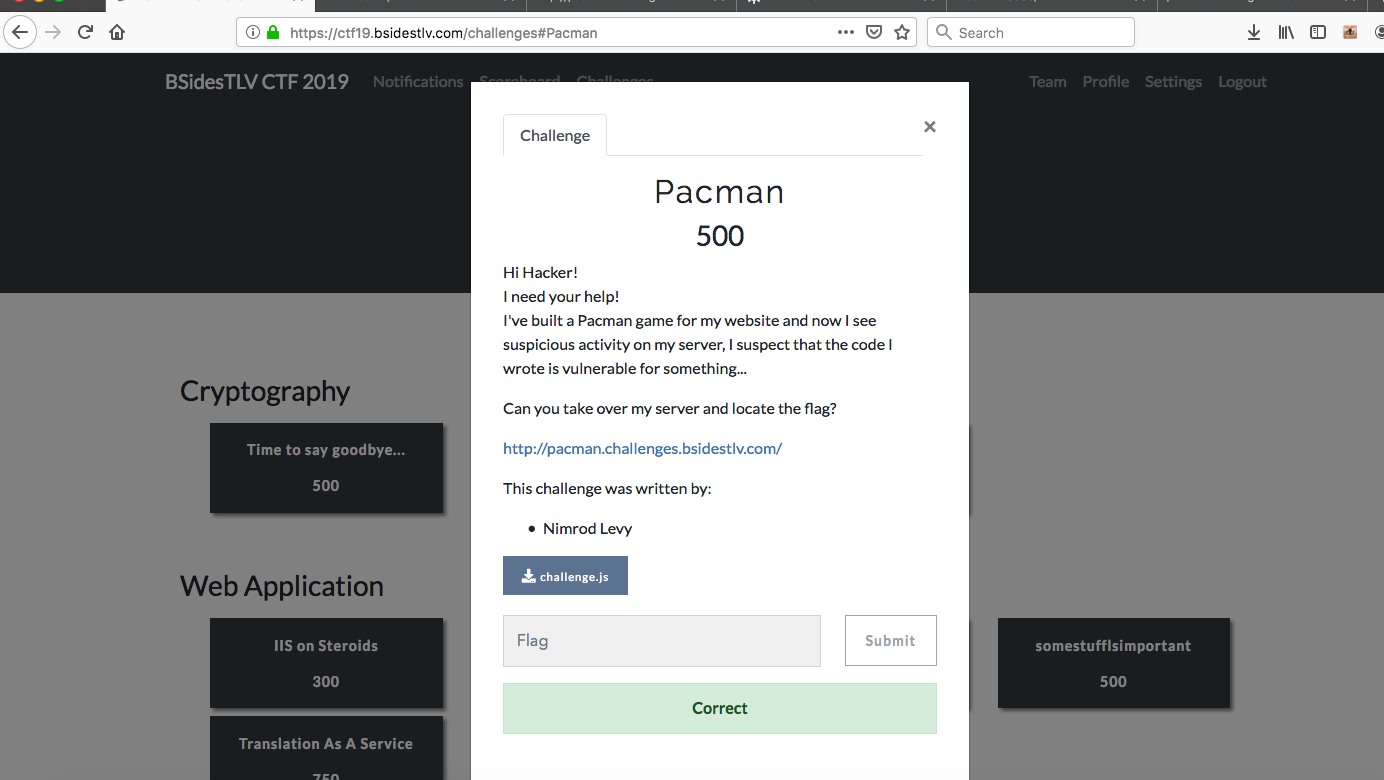 https://ctf19.bsidestlv.com/challenges#Pacman
Search
BSidesTLV CTF 2019 Notifications Scoreboard Challenges Team Profile Settings Logout
Challenge
×
Pacman
500
Hi Hacker!
I need your help!
I've built a Pacman game for my website and now I see
suspicious activity on my server, I suspect that the code I
wrote is vulnerable for something...
Can you take over my server and locate the flag?
http://pacman.challenges.bsidestlv.com/
This challenge was written by:
• Nimrod Levy
challenge.js
Flag
Submit
Correct
Cryptography
Time to say goodbye...
500
Web Application
IIS on Steroids
300
somestuffIsimportant
500
Translation As A Service
750